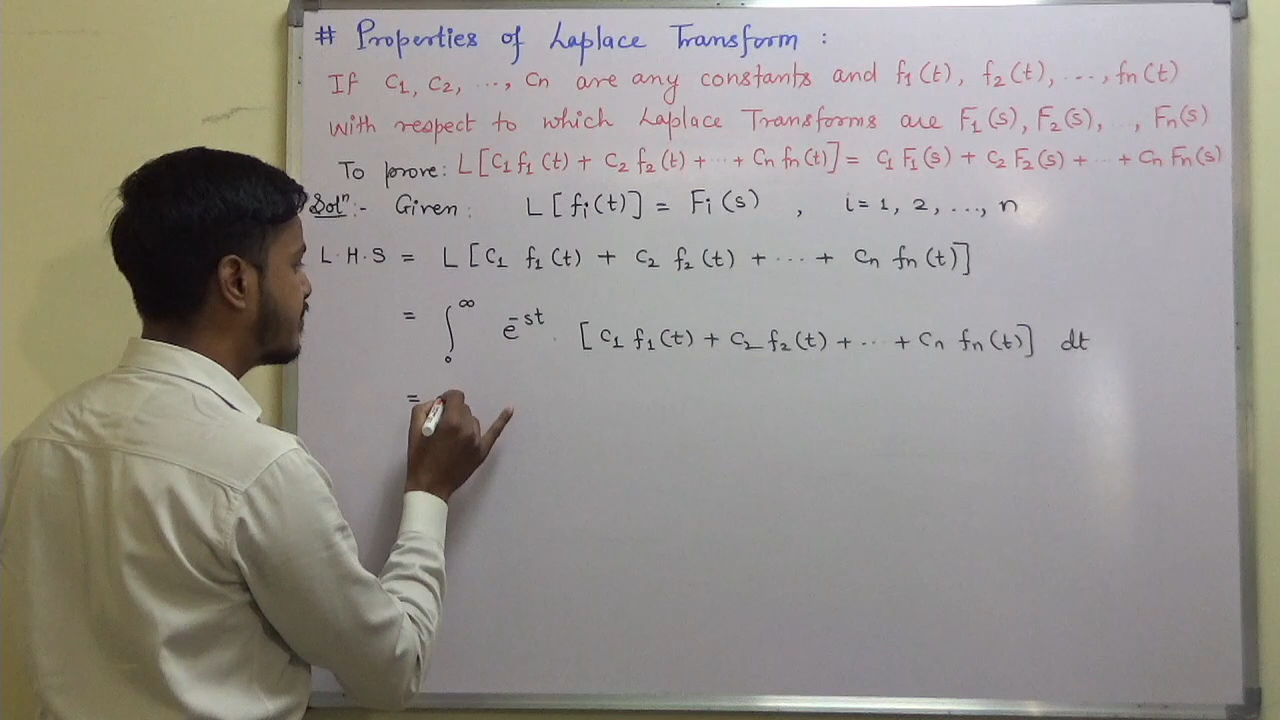 # Properties of Laplace Transform :
If C1, C2, ..., Cn are any constants and f1(t), f2(t), ..., fn(t)
with respect to which Laplace Transforms are F1(s), F2(s), .., Fn(s)
To prove: L[C1 f1(t) + C2 f2(t) + ... + Cn fn(t)] = C1 F1(s) + C2 F2(s) + ... + Cn Fn(s)
Solⁿ:- Given: L[fi(t)] = Fi(s) , i = 1, 2, ..., n
L.H.S = L[C1 f1(t) + C2 f2(t) + ... + Cn fn(t)]
= ∫₀^∞ e^-st . [C1 f1(t) + C2 f2(t) + ... + Cn fn(t)] dt
=